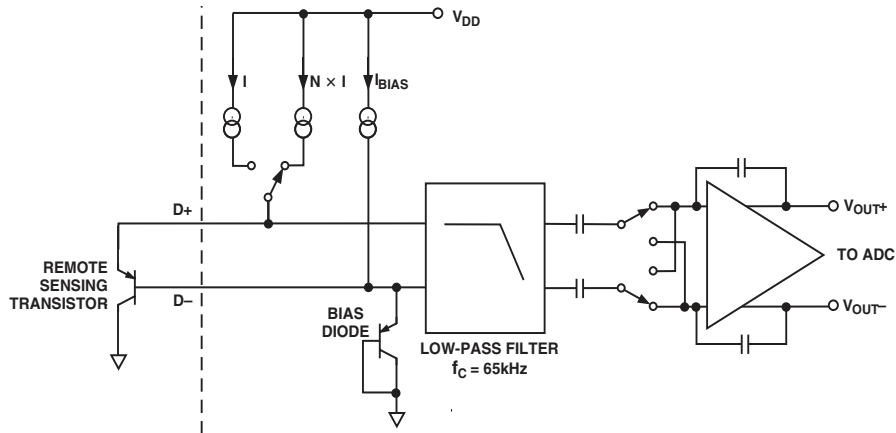 V_DD
I
N × I
I_BIAS
D+
REMOTE
SENSING
TRANSISTOR
D–
BIAS
DIODE
LOW-PASS FILTER
f_C = 65kHz
V_OUT+
TO ADC
V_OUT–